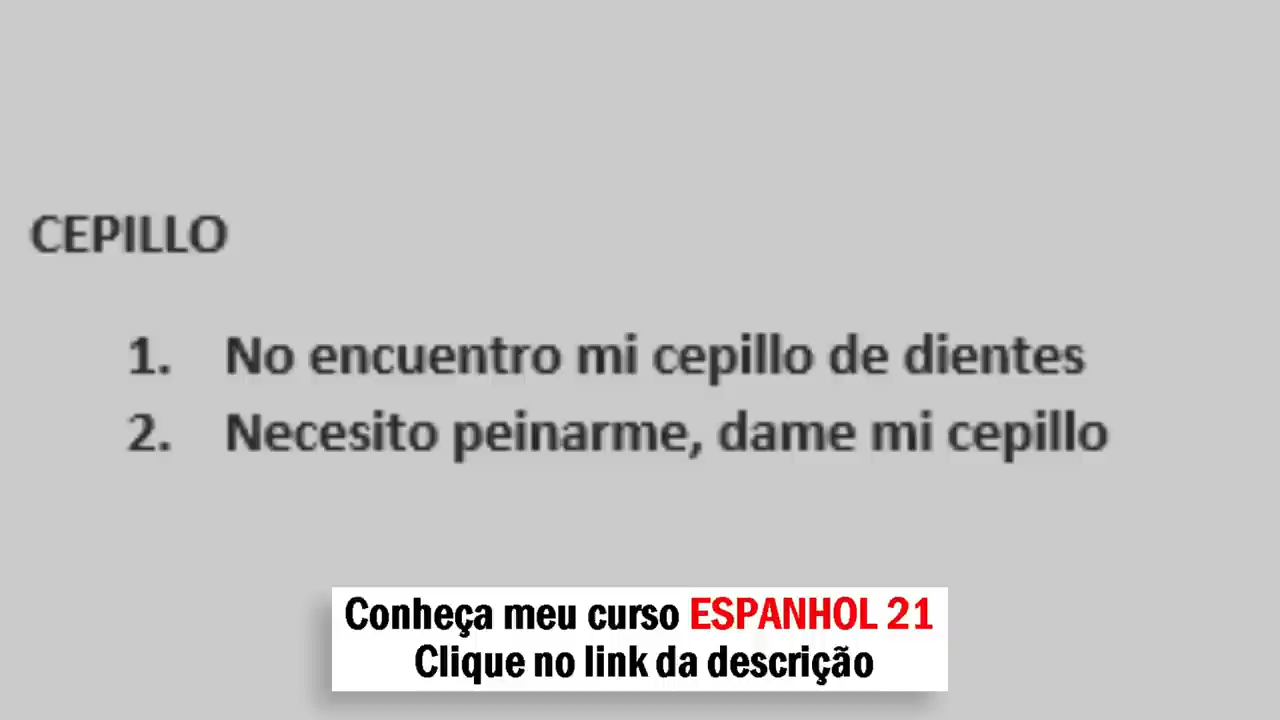 CEPILLO
1. No encuentro mi cepillo de dientes
2. Necesito peinarme, dame mi cepillo
Conheça meu curso ESPANHOL 21
Clique no link da descrição